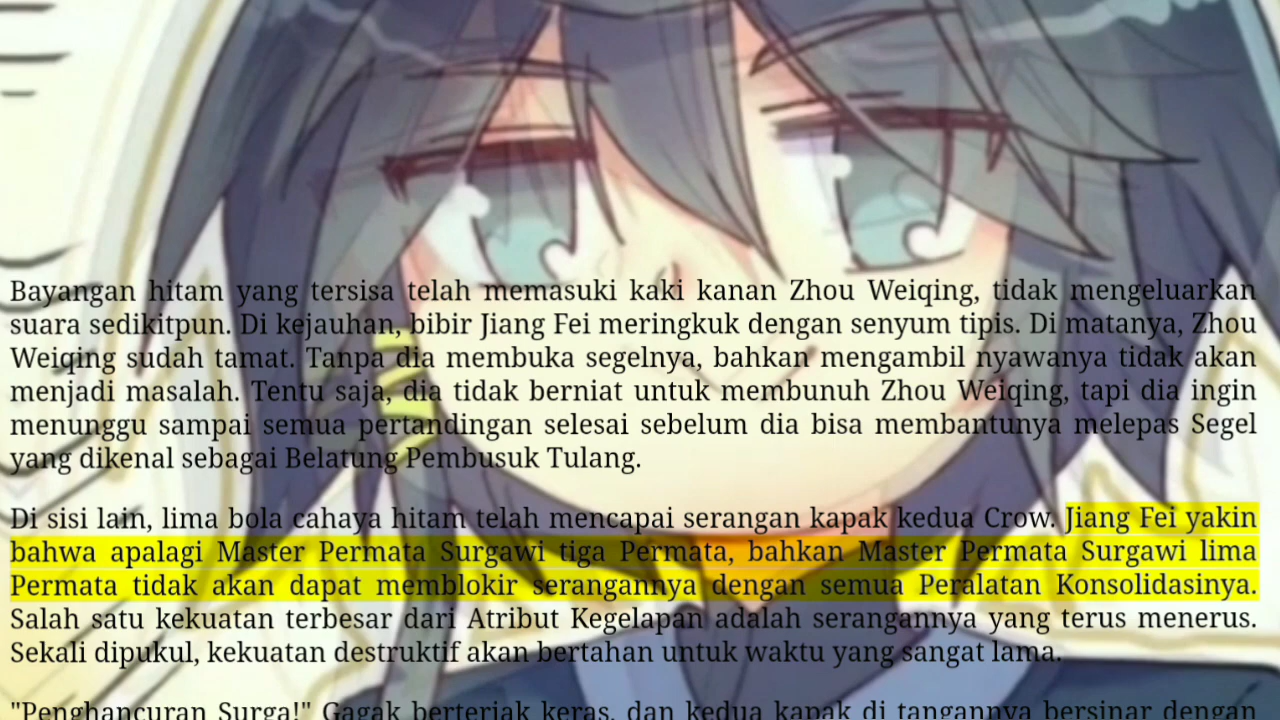 Bayangan hitam yang tersisa telah memasuki kaki kanan Zhou Weiqing, tidak mengeluarkan
suara sedikitpun. Di kejauhan, bibir Jiang Fei meringkuk dengan senyum tipis. Di matanya, Zhou
Weiqing sudah tamat. Tanpa dia membuka segelnya, bahkan mengambil nyawanya tidak akan
menjadi masalah. Tentu saja, dia tidak berniat untuk membunuh Zhou Weiqing, tapi dia ingin
menunggu sampai semua pertandingan selesai sebelum dia bisa membantunya melepas Segel
yang dikenal sebagai Belatung Pembusuk Tulang.
Di sisi lain, lima bola cahaya hitam telah mencapai serangan kapak kedua Crow. Jiang Fei yakin
bahwa apalagi Master Permata Surgawi tiga Permata, bahkan Master Permata Surgawi lima
Permata tidak akan dapat memblokir serangannya dengan semua Peralatan Konsolidasinya.
Salah satu kekuatan terbesar dari Atribut Kegelapan adalah serangannya yang terus menerus.
Sekali dipukul, kekuatan destruktif akan bertahan untuk waktu yang sangat lama.
"Penghancuran Surga!" Gagak berteriak keras, dan kedua kapak di tangannya bersinar dengan